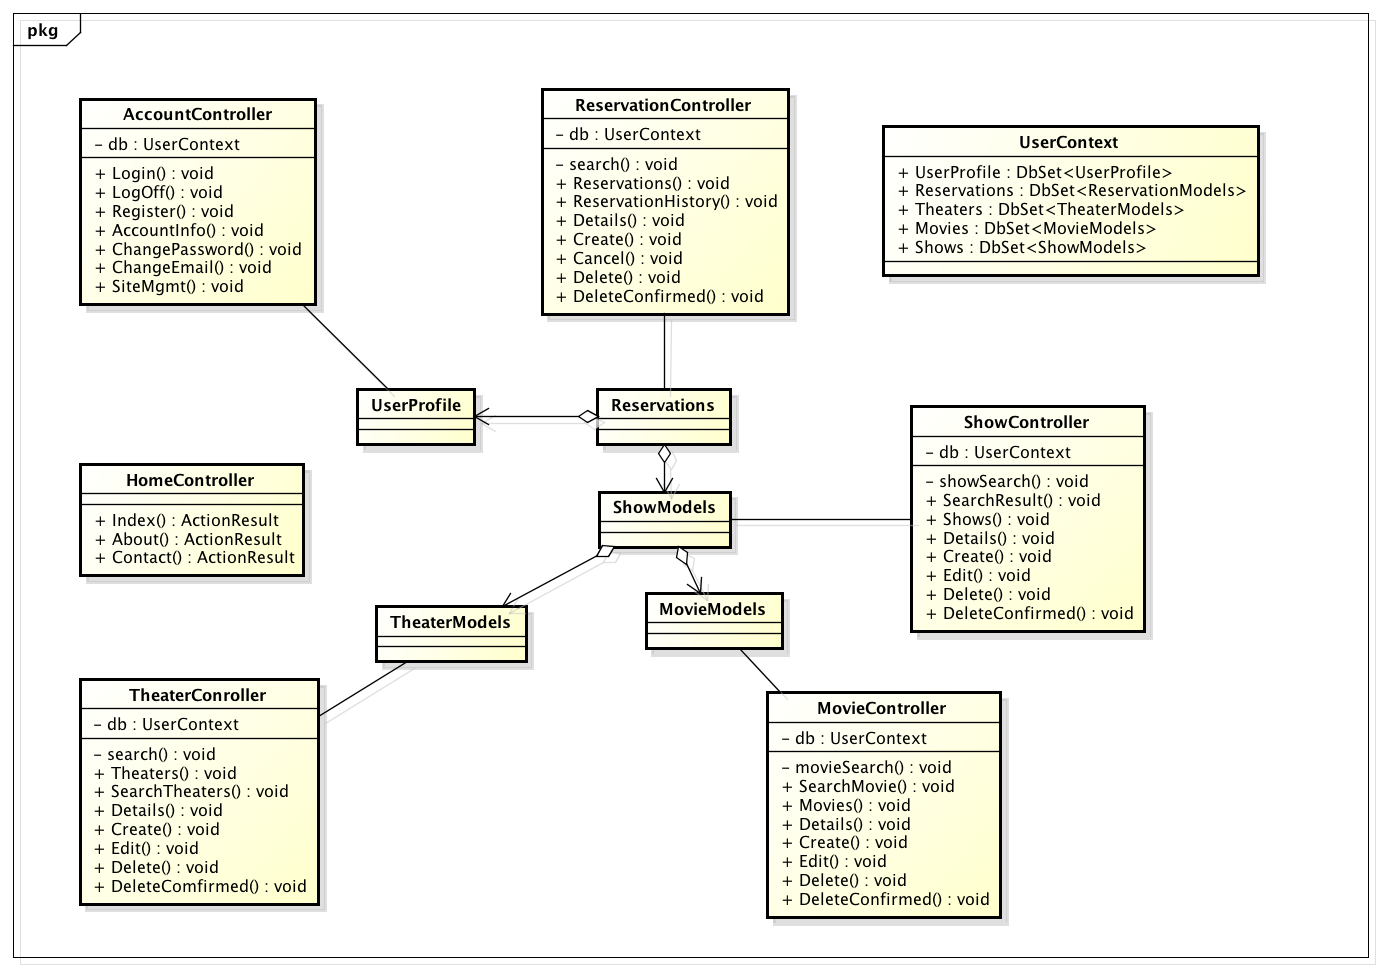 pkg
AccountController
– db : UserContext
+ Login() : void
+ LogOff() : void
+ Register() : void
+ AccountInfo() : void
+ ChangePassword() : void
+ ChangeEmail() : void
+ SiteMgmt() : void
ReservationController
– db : UserContext
– search() : void
+ Reservations() : void
+ ReservationHistory() : void
+ Details() : void
+ Create() : void
+ Cancel() : void
+ Delete() : void
+ DeleteConfirmed() : void
UserContext
+ UserProfile : DbSet<UserProfile>
+ Reservations : DbSet<ReservationModels>
+ Theaters : DbSet<TheaterModels>
+ Movies : DbSet<MovieModels>
+ Shows : DbSet<ShowModels>
UserProfile
Reservations
HomeController
+ Index() : ActionResult
+ About() : ActionResult
+ Contact() : ActionResult
ShowModels
ShowController
– db : UserContext
– showSearch() : void
+ SearchResult() : void
+ Shows() : void
+ Details() : void
+ Create() : void
+ Edit() : void
+ Delete() : void
+ DeleteConfirmed() : void
TheaterModels
MovieModels
TheaterConroller
– db : UserContext
– search() : void
+ Theaters() : void
+ SearchTheaters() : void
+ Details() : void
+ Create() : void
+ Edit() : void
+ Delete() : void
+ DeleteComfirmed() : void
MovieController
– db : UserContext
– movieSearch() : void
+ SearchMovie() : void
+ Movies() : void
+ Details() : void
+ Create() : void
+ Edit() : void
+ Delete() : void
+ DeleteConfirmed() : void